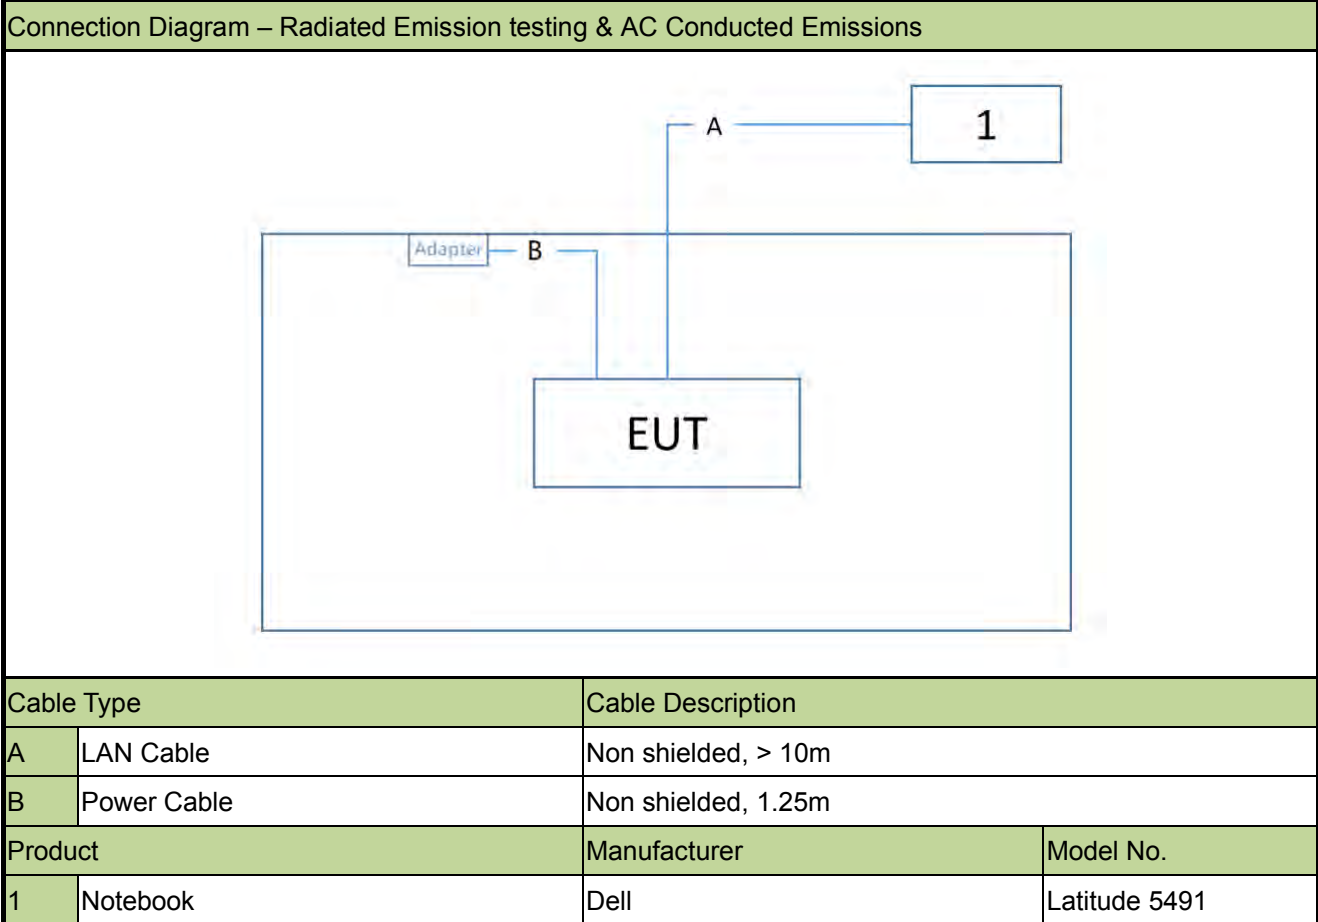 Connection Diagram – Radiated Emission testing & AC Conducted Emissions
A
1
Adapter
B
EUT
Cable Type Cable Description
A LAN Cable Non shielded, > 10m
B Power Cable Non shielded, 1.25m
Product Manufacturer Model No.
1 Notebook Dell Latitude 5491